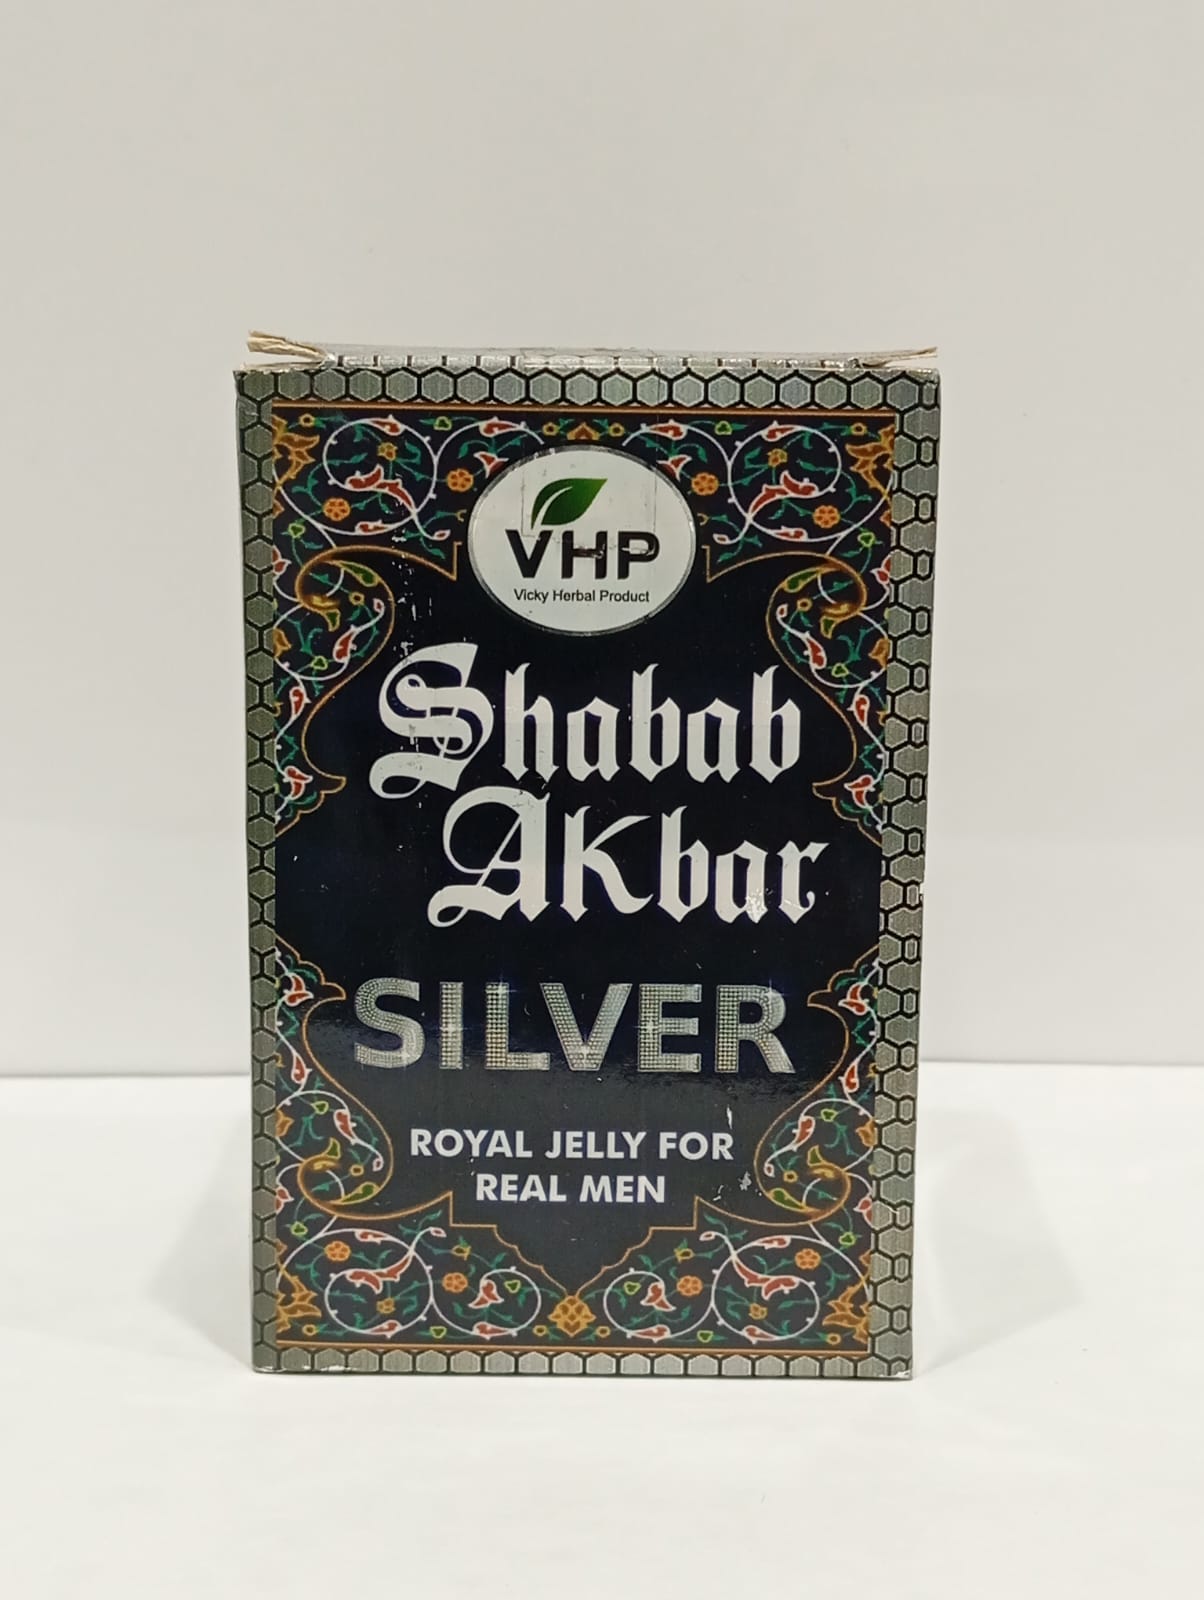 VHP
Vicky Herbal Product
Shabab
Akbar
SILVER
ROYAL JELLY FOR
REAL MEN